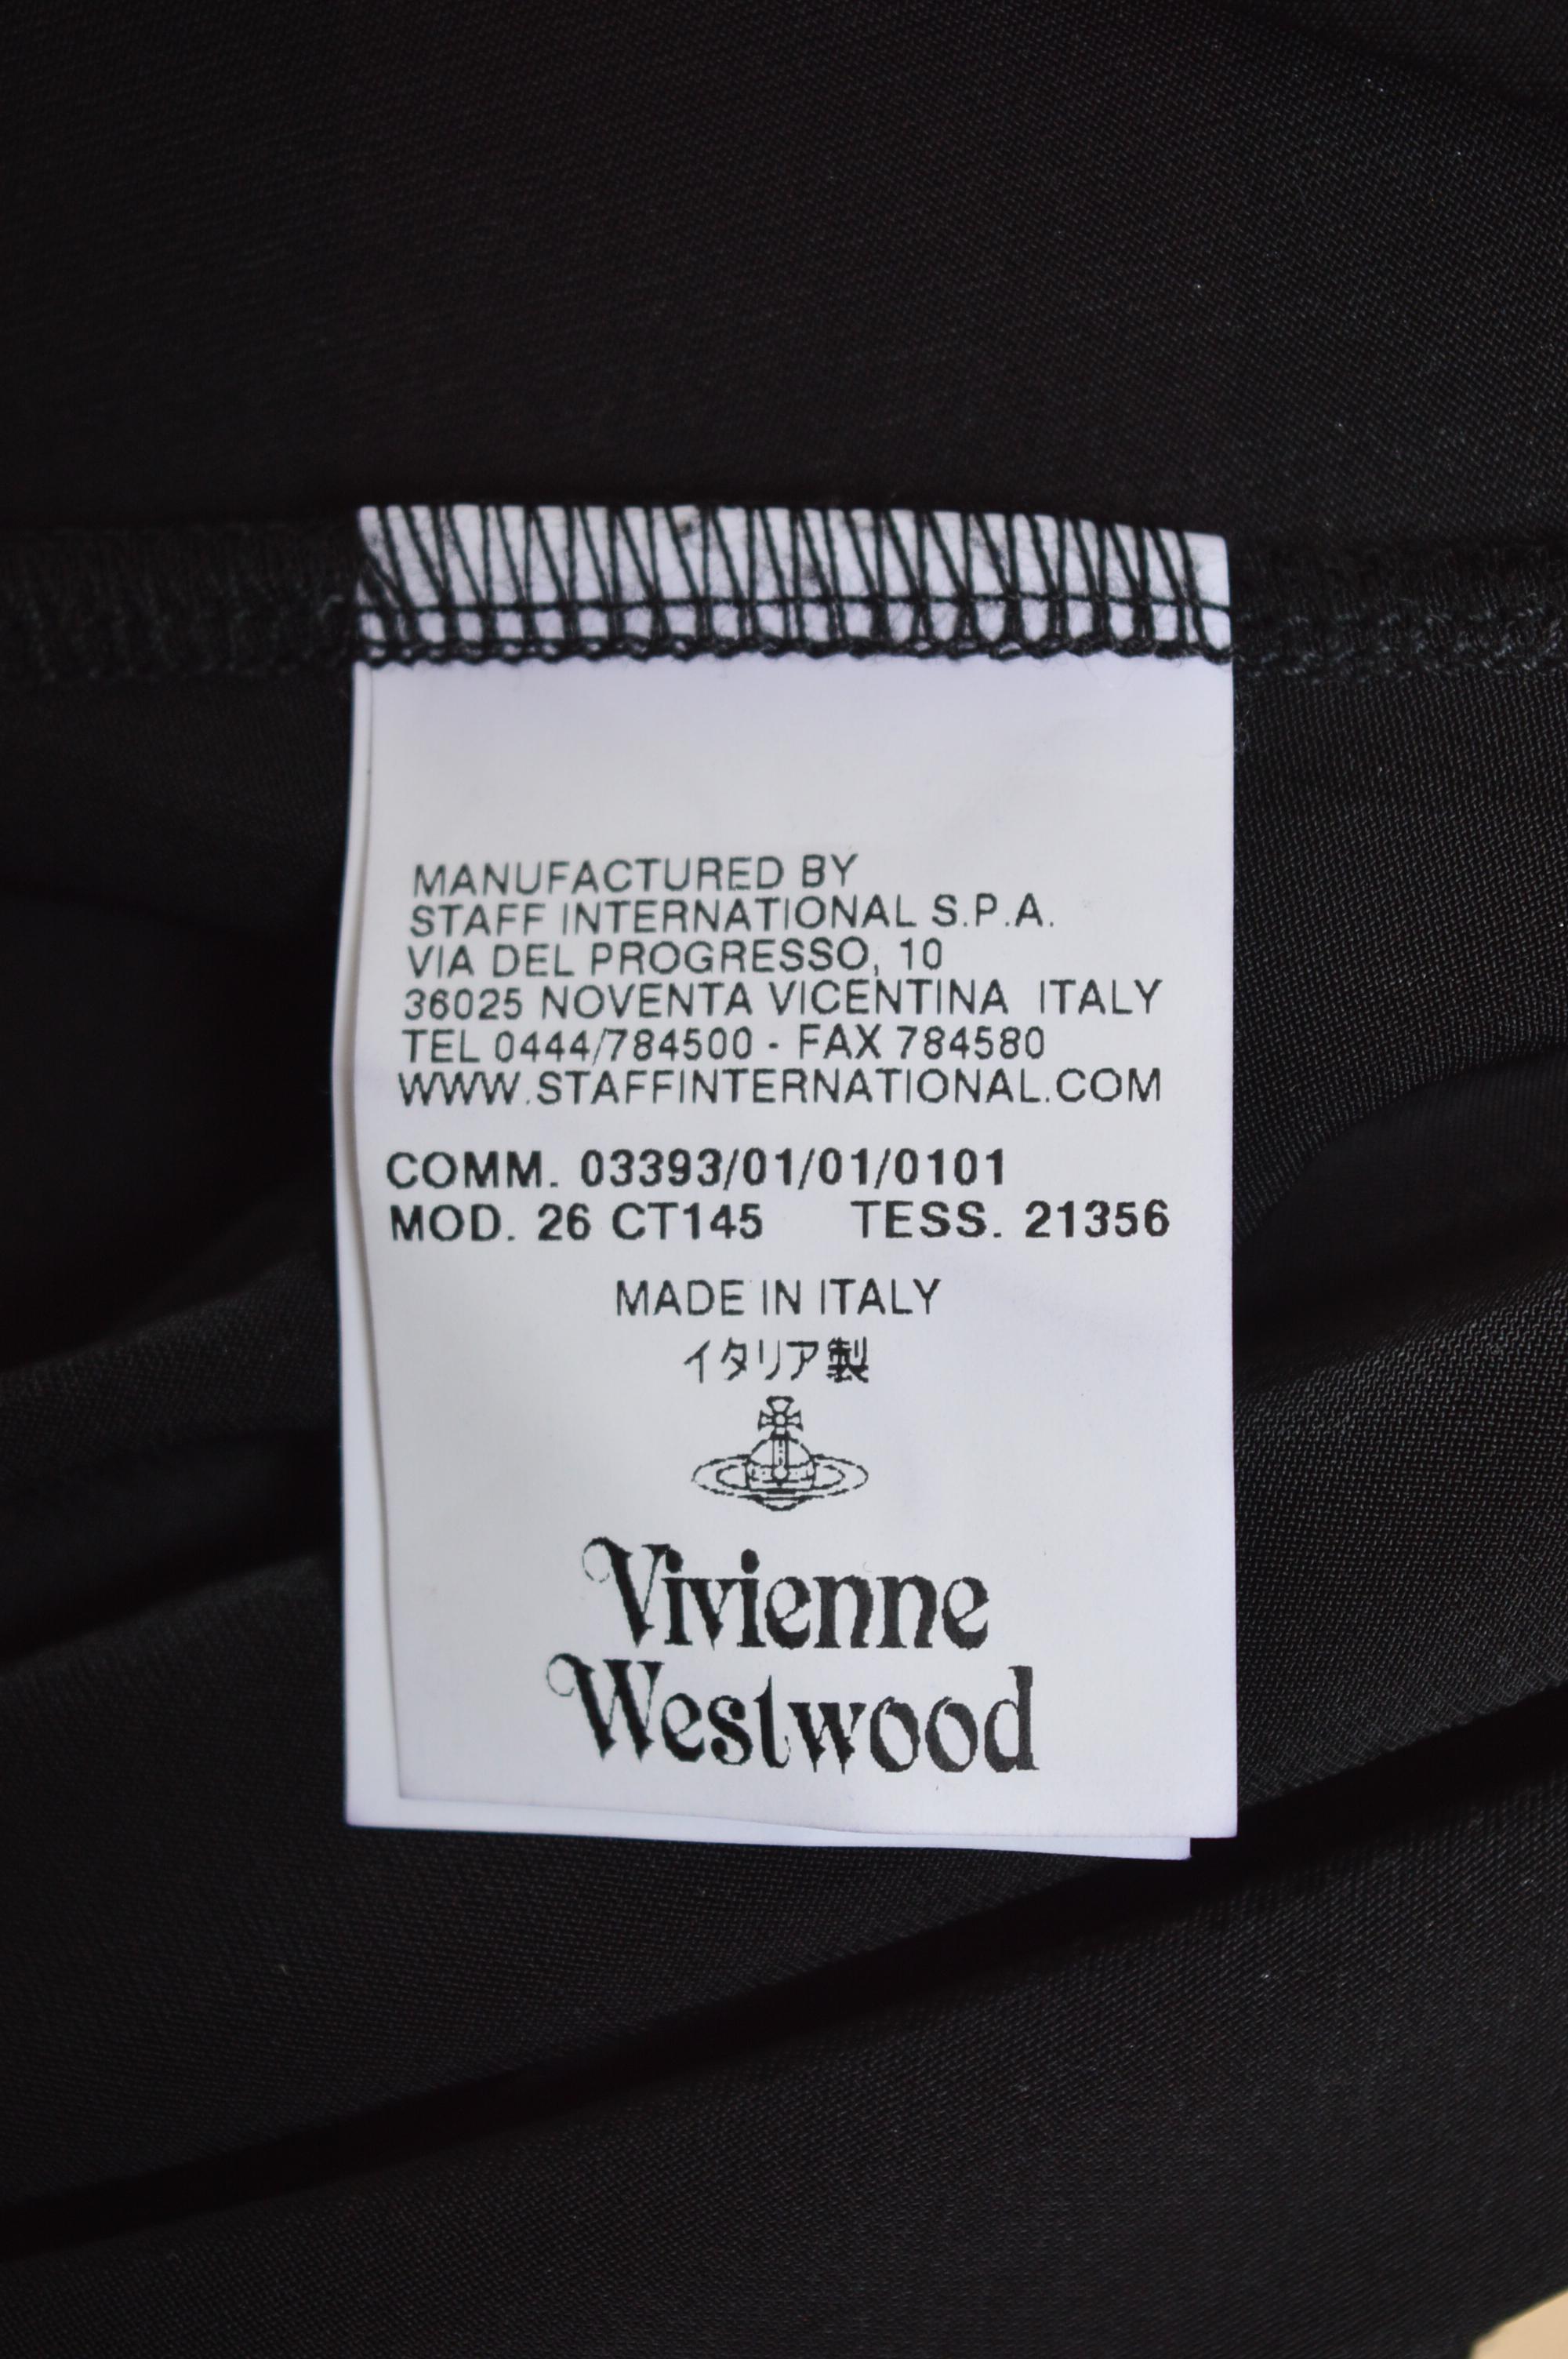 MANUFACTURED BY
STAFF INTERNATIONAL S.P.A.
VIA DEL PROGRESSO, 10
36025 NOVENTA VICENTINA ITALY
TEL 0444/784500 - FAX 784580
WWW.STAFFINTERNATIONAL.COM
COMM. 03393/01/01/0101
MOD. 26 CT145 TESS. 21356
MADE IN ITALY
イタリア製
Vivienne
Westwood